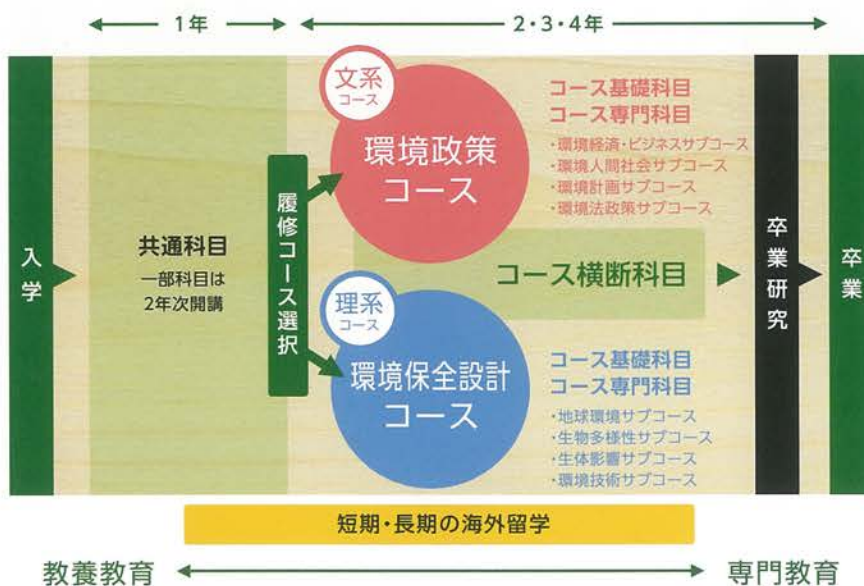 1年
2・3・4年
入学
共通科目
一部科目は
2年次開講
履修コース選択
文系
コース
環境政策
コース
コース基礎科目
コース専門科目
・環境経済・ビジネスサブコース
・環境人間社会サブコース
・環境計画サブコース
・環境法政策サブコース
コース横断科目
理系
コース
環境保全設計
コース
コース基礎科目
コース専門科目
・地球環境サブコース
・生物多様性サブコース
・生体影響サブコース
・環境技術サブコース
卒業研究
卒業
短期・長期の海外留学
教養教育
専門教育